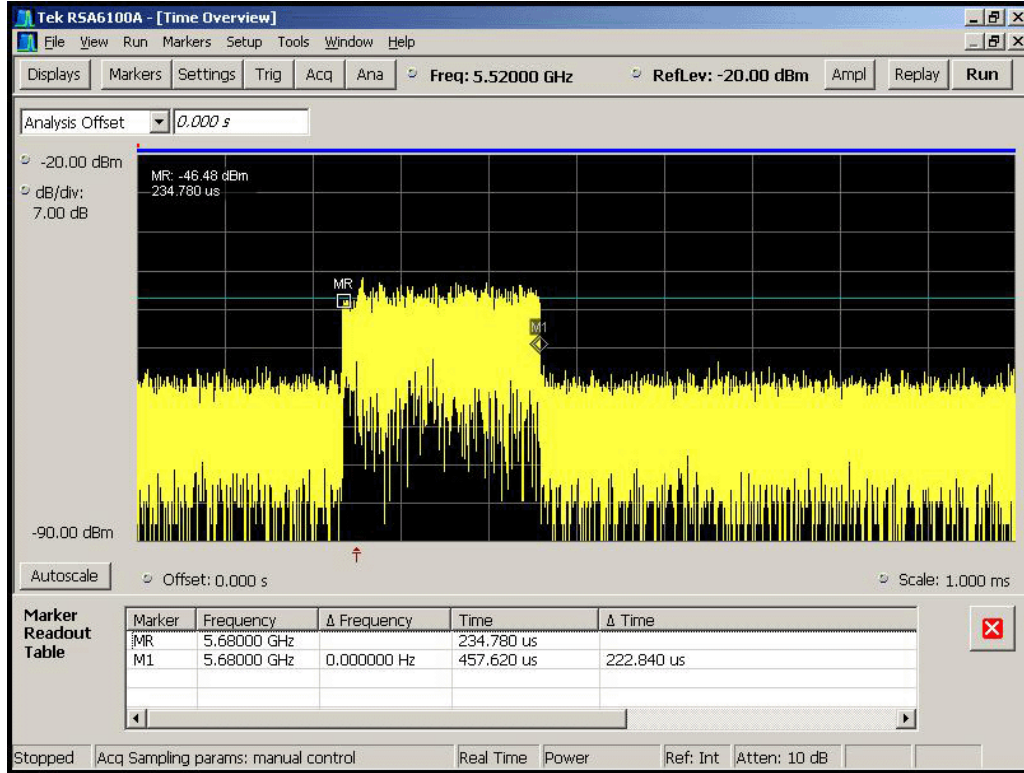 Tek RSA6100A - [Time Overview]
File View Run Markers Setup Tools Window Help
Displays Markers Settings Trig Acq Ana Freq: 5.52000 GHz RefLev: -20.00 dBm Ampl Replay Run
Analysis Offset 0.000 s
-20.00 dBm
dB/div:
7.00 dB
MR: -46.48 dBm
234.780 us
MR
M1
-90.00 dBm
Autoscale Offset: 0.000 s Scale: 1.000 ms
Marker Readout Table
Marker Frequency Δ Frequency Time Δ Time
MR 5.68000 GHz 234.780 us
M1 5.68000 GHz 0.000000 Hz 457.620 us 222.840 us
Stopped Acq Sampling params: manual control Real Time Power Ref: Int Atten: 10 dB